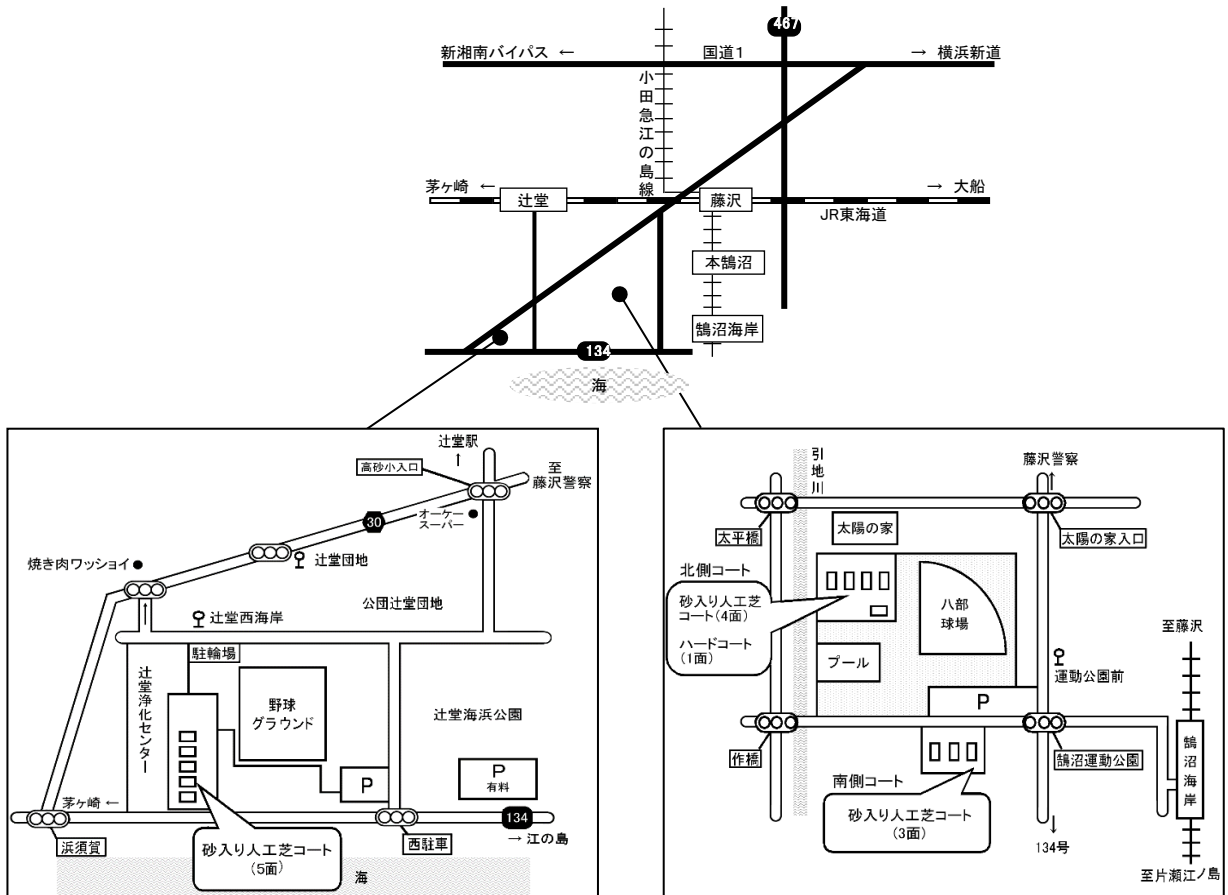 467
新湘南バイパス ←
国道1
→ 横浜新道
小田急江の島線
茅ヶ崎 ←
辻堂
藤沢
→ 大船
JR東海道
本鵠沼
鵠沼海岸
134
海
辻堂駅
↑
高砂小入口
至
藤沢警察
オーケー
スーパー
30
焼き肉ワッショイ
辻堂団地
辻堂西海岸
公団辻堂団地
駐輪場
辻堂浄化センター
野球
グラウンド
辻堂海浜公園
P
P
有料
茅ヶ崎 ←
134
→ 江の島
浜須賀
砂入り人工芝コート
(5面)
西駐車
海
引地川
藤沢警察
↑
太平橋
太陽の家
太陽の家入口
北側コート
砂入り人工芝
コート(4面)
ハードコート
(1面)
八部
球場
プール
至藤沢
運動公園前
P
作橋
鵠沼運動公園
鵠沼海岸
南側コート
砂入り人工芝コート
(3面)
↓
134号
至片瀬江ノ島